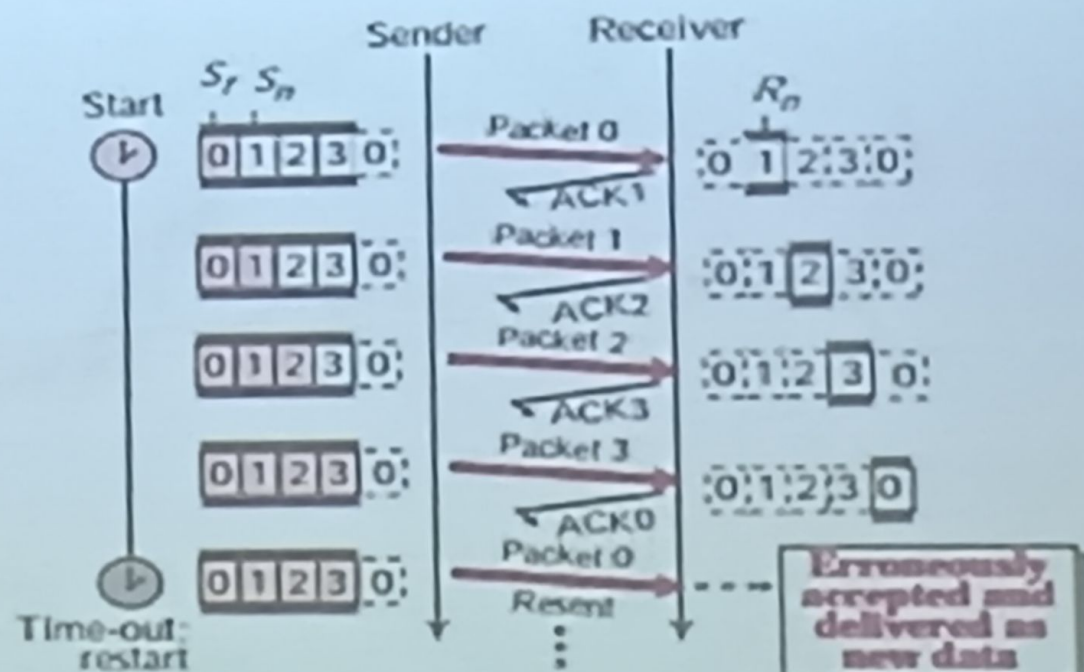 Sender Receiver
Start
Sf Sn
Rn
0 1 2 3 0
Packet 0
0 1 2 3 0
ACK1
0 1 2 3 0
Packet 1
0 1 2 3 0
ACK2
0 1 2 3 0
Packet 2
0 1 2 3 0
ACK3
0 1 2 3 0
Packet 3
0 1 2 3 0
ACK0
0 1 2 3 0
Packet 0
Resent
Time-out:
restart
Erroneously
accepted and
delivered as
new data